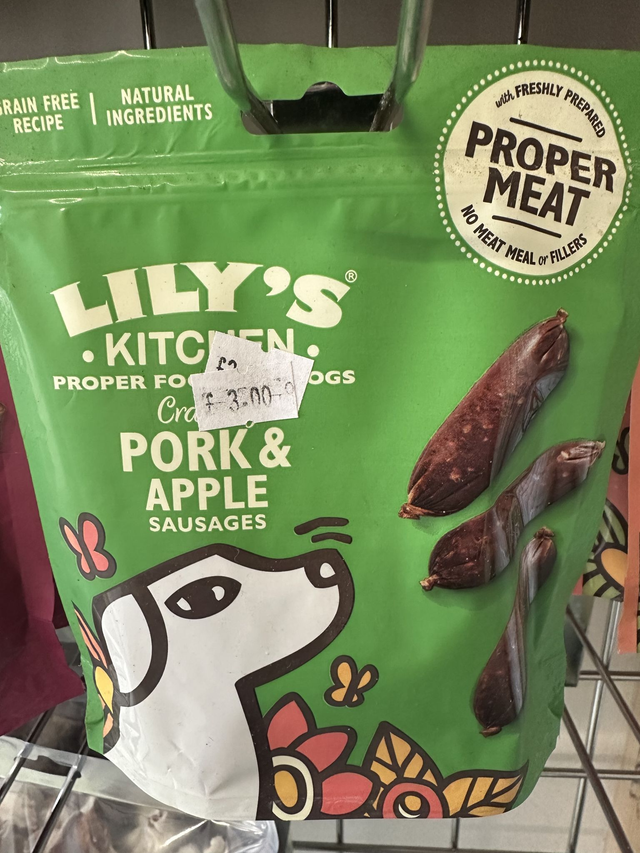 GRAIN FREE
RECIPE
NATURAL
INGREDIENTS
with FRESHLY PREPARED
PROPER
MEAT
NO MEAT MEAL or FILLERS
LILY'S®
• KITCHEN •
PROPER FO OGS
£3.00
PORK &
APPLE
SAUSAGES